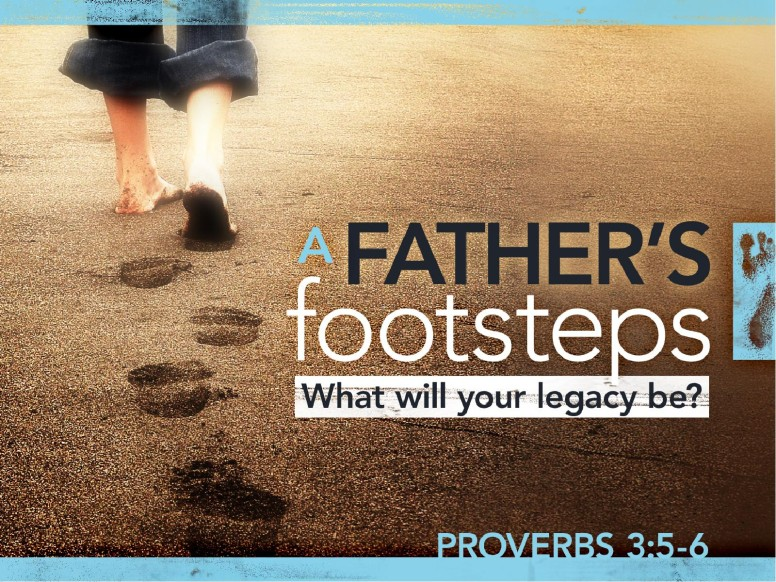 A FATHER'S
footsteps
What will your legacy be?
PROVERBS 3:5-6